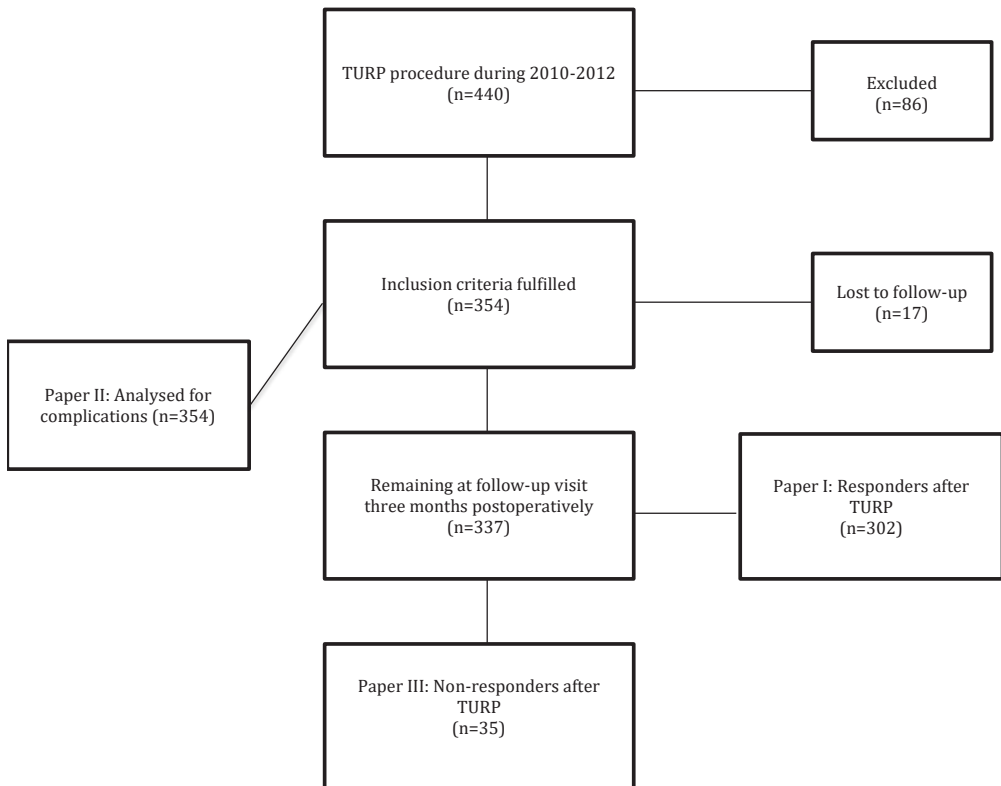 TURP procedure during 2010-2012
(n=440)
Excluded
(n=86)
Inclusion criteria fulfilled
(n=354)
Lost to follow-up
(n=17)
Paper II: Analysed for
complications (n=354)
Remaining at follow-up visit
three months postoperatively
(n=337)
Paper I: Responders after
TURP
(n=302)
Paper III: Non-responders after
TURP
(n=35)